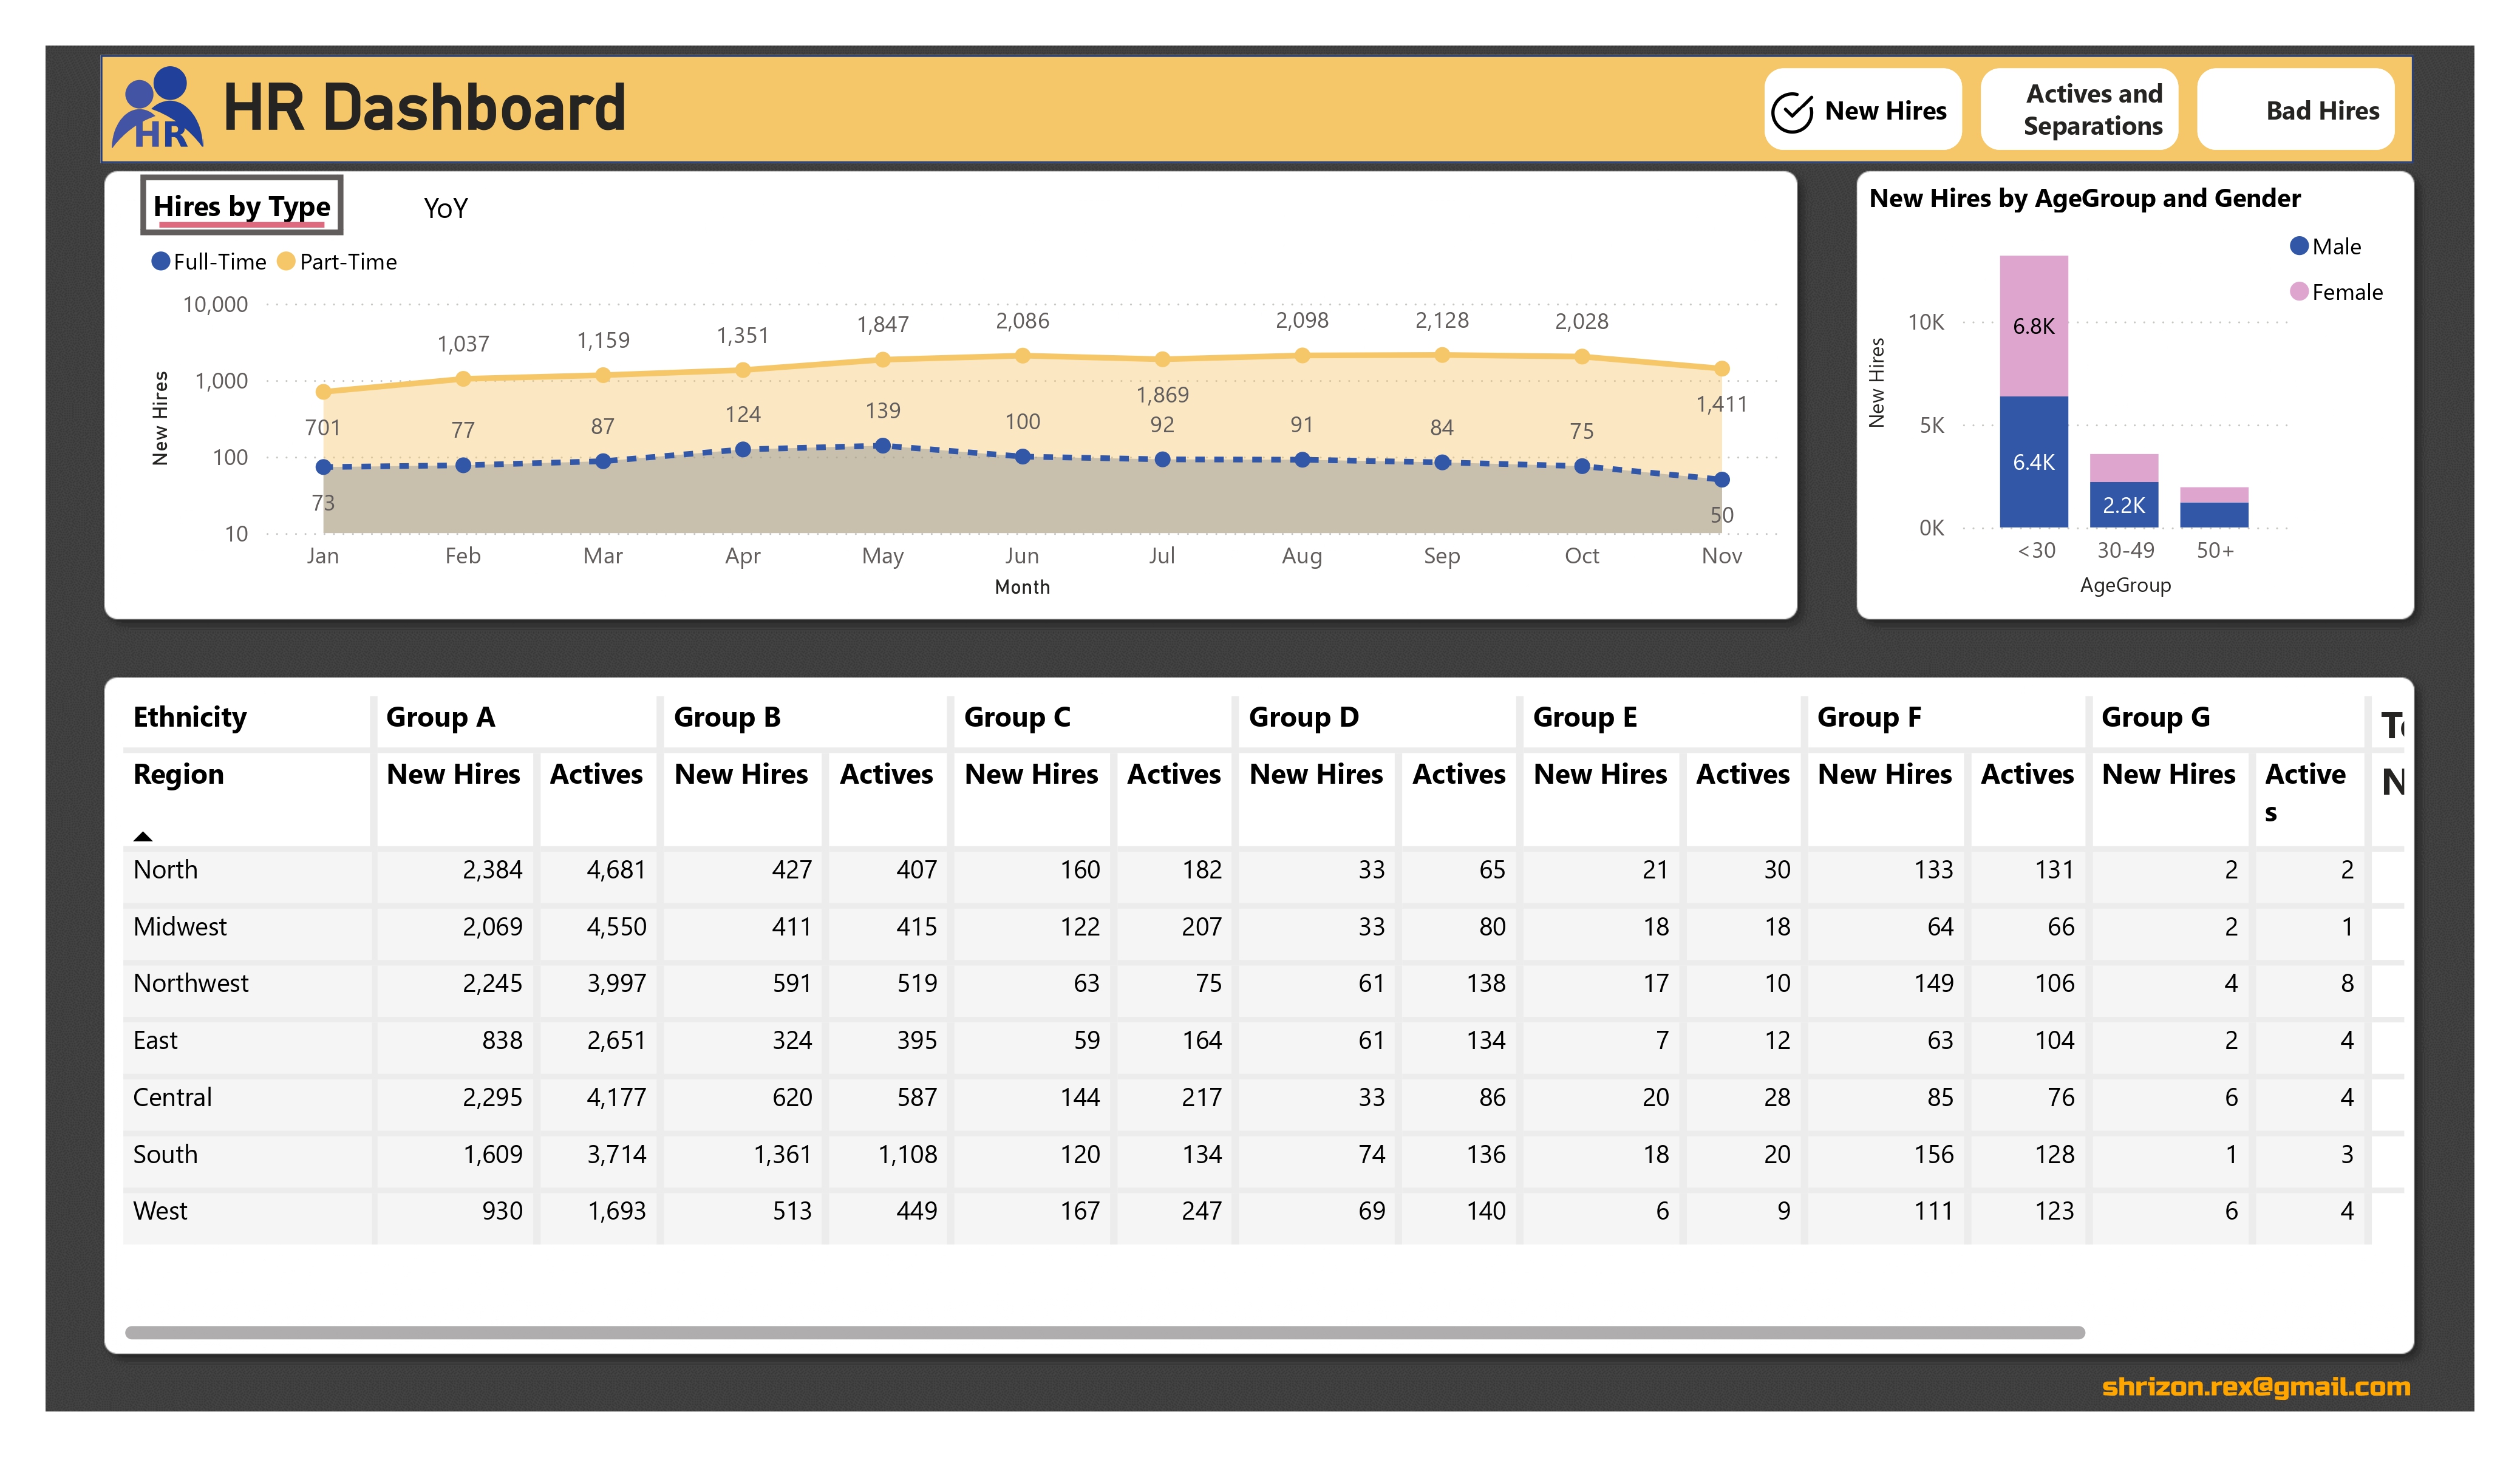 HR
HR Dashboard
New Hires
Actives and
Separations
Bad Hires
Hires by Type
YoY
Full-Time Part-Time
New Hires
10,000
1,000
100
10
701 1,037 1,159 1,351 1,847 2,086 1,869 2,098 2,128 2,028 1,411
73 77 87 124 139 100 92 91 84 75 50
Jan Feb Mar Apr May Jun Jul Aug Sep Oct Nov
Month
New Hires by AgeGroup and Gender
Male
Female
New Hires
10K
5K
0K
6.8K
6.4K
2.2K
<30 30-49 50+
AgeGroup
Ethnicity Group A Group B Group C Group D Group E Group F Group G
Region New Hires Actives New Hires Actives New Hires Actives New Hires Actives New Hires Actives New Hires Actives New Hires Actives
North 2,384 4,681 427 407 160 182 33 65 21 30 133 131 2 2
Midwest 2,069 4,550 411 415 122 207 33 80 18 18 64 66 2 1
Northwest 2,245 3,997 591 519 63 75 61 138 17 10 149 106 4 8
East 838 2,651 324 395 59 164 61 134 7 12 63 104 2 4
Central 2,295 4,177 620 587 144 217 33 86 20 28 85 76 6 4
South 1,609 3,714 1,361 1,108 120 134 74 136 18 20 156 128 1 3
West 930 1,693 513 449 167 247 69 140 6 9 111 123 6 4
shrizon.rex@gmail.com